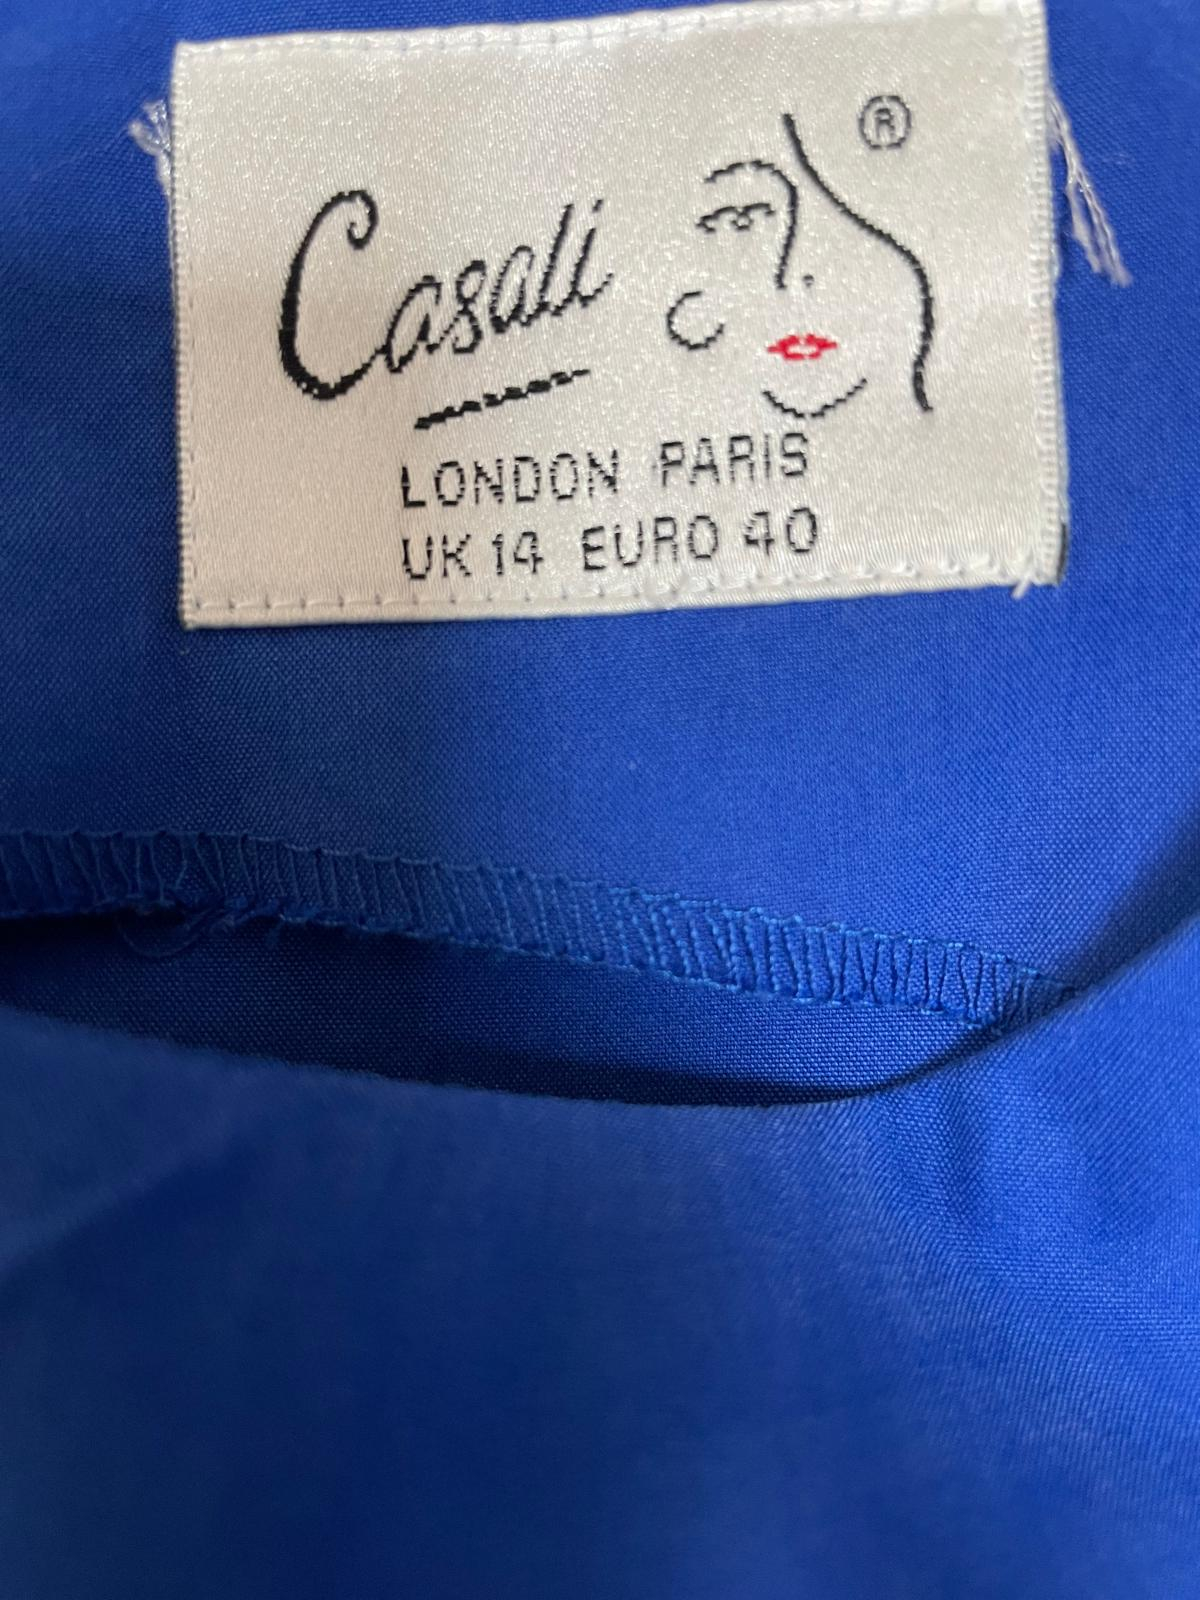 Casali ®
LONDON PARIS
UK 14 EURO 40